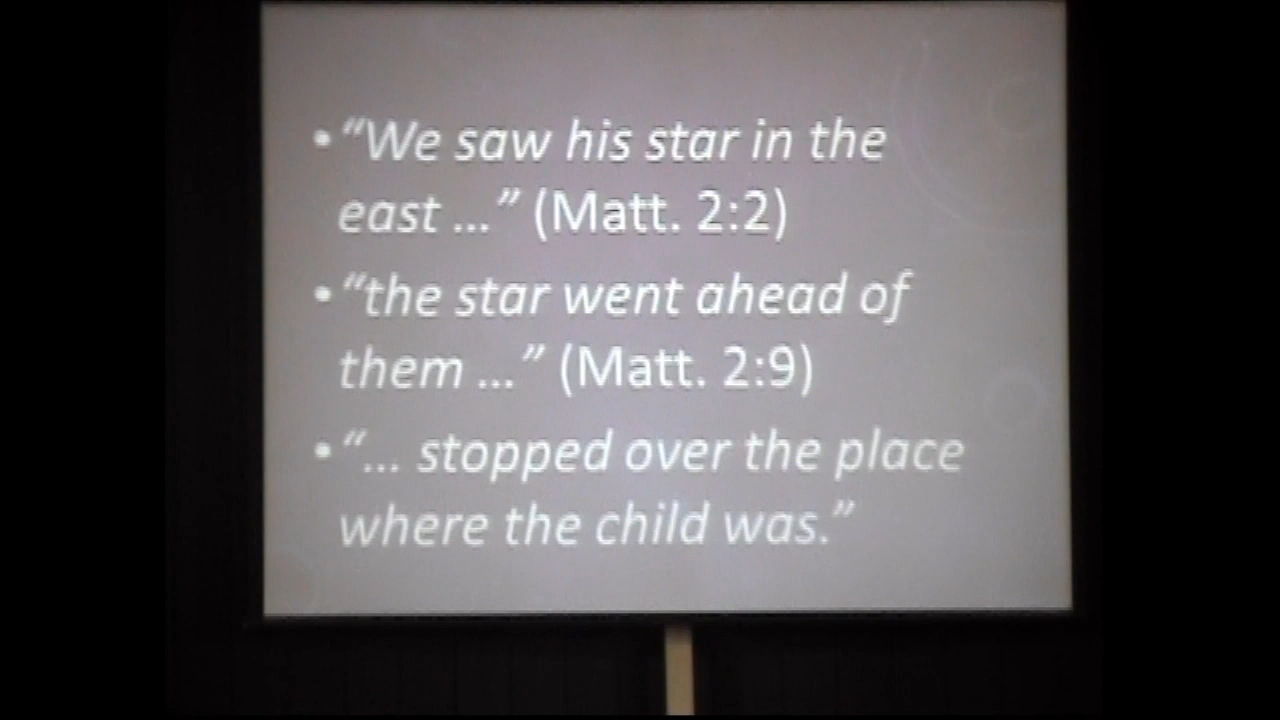 • “We saw his star in the
east ...” (Matt. 2:2)
• “the star went ahead of
them ...” (Matt. 2:9)
• “... stopped over the place
where the child was.”